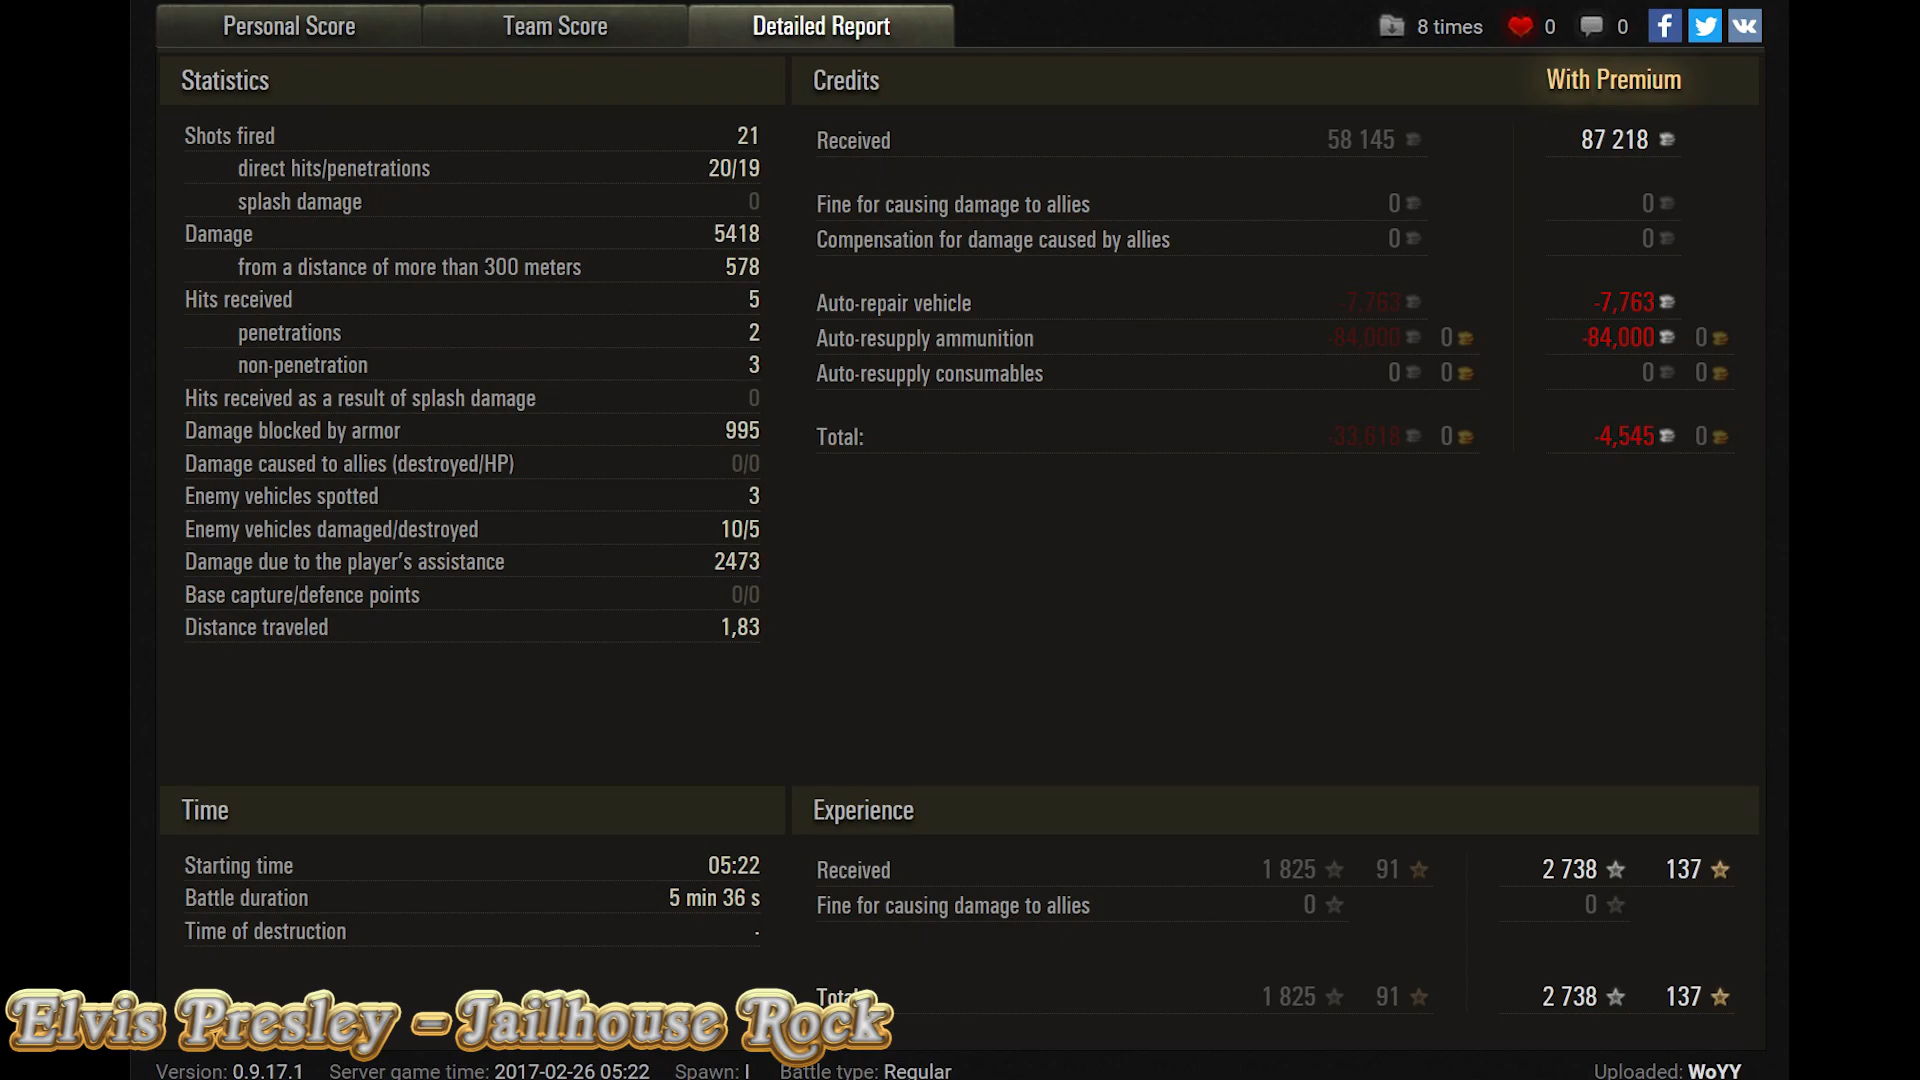 Personal Score
Team Score
Detailed Report
8 times
0
0
Statistics
Shots fired 21
direct hits/penetrations 20/19
splash damage 0
Damage 5418
from a distance of more than 300 meters 578
Hits received 5
penetrations 2
non-penetration 3
Hits received as a result of splash damage 0
Damage blocked by armor 995
Damage caused to allies (destroyed/HP) 0/0
Enemy vehicles spotted 3
Enemy vehicles damaged/destroyed 10/5
Damage due to the player's assistance 2473
Base capture/defence points 0/0
Distance traveled 1,83
Credits With Premium
Received 58 145 87 218
Fine for causing damage to allies 0 0
Compensation for damage caused by allies 0 0
Auto-repair vehicle -7,763 -7,763
Auto-resupply ammunition -84,000 0 -84,000 0
Auto-resupply consumables 0 0 0 0
Total: -33,618 0 -4,545 0
Time
Starting time 05:22
Battle duration 5 min 36 s
Time of destruction -
Experience
Received 1 825 91 2 738 137
Fine for causing damage to allies 0 0
Total 1 825 91 2 738 137
Elvis Presley - Jailhouse Rock
Version: 0.9.17.1 Server game time: 2017-02-26 05:22 Spawn: I Battle type: Regular Uploaded: WoYY